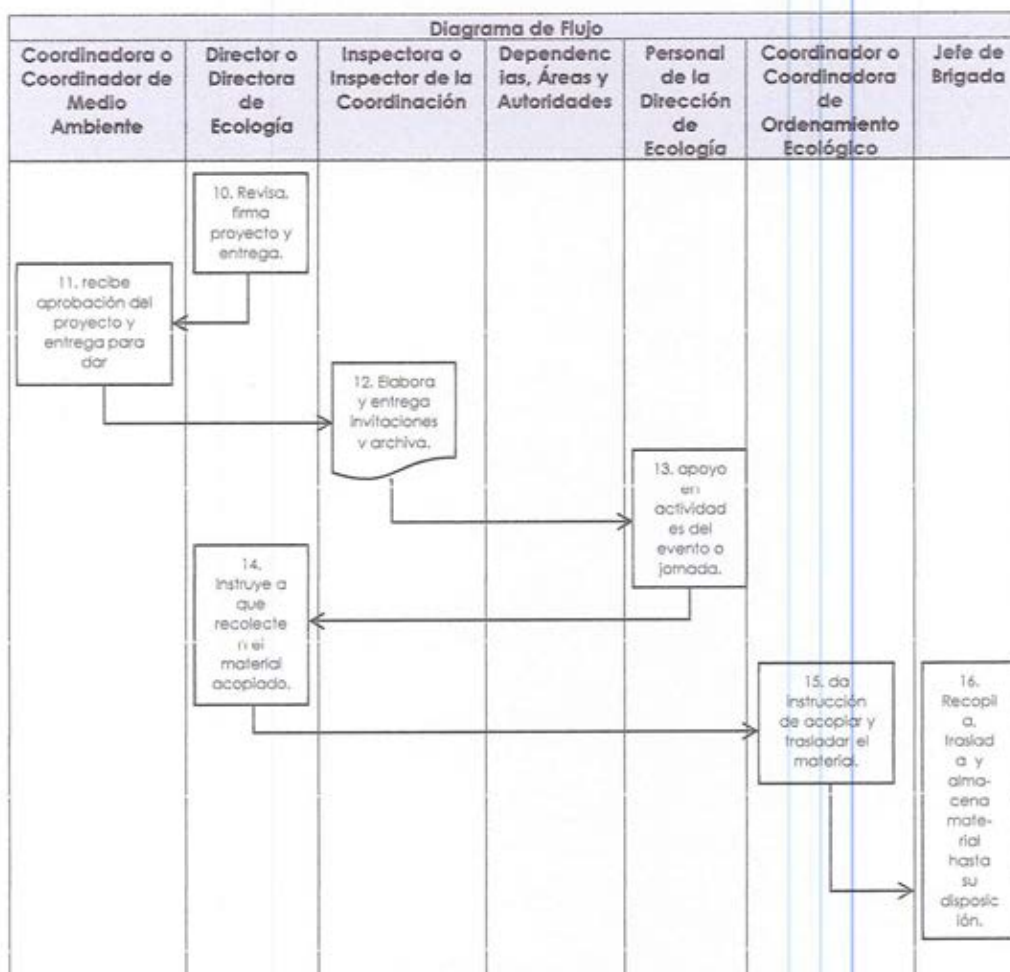 Diagrama de Flujo
Coordinadora o
Coordinador de
Medio
Ambiente
Director o
Directora
de
Ecología
Inspectora o
Inspector de la
Coordinación
Dependenc
ias, Áreas y
Autoridades
Personal
de la
Dirección
de
Ecología
Coordinador o
Coordinadora
de
Ordenamiento
Ecológico
Jefe de
Brigada
10. Revisa,
firma
proyecto y
entrega.
11. recibe
aprobación del
proyecto y
entrega para
dar
12. Elabora
y entrega
invitaciones
y archiva.
13. apoyo
en
actividad
es del
evento o
jornada.
14.
Instruye a
que
recolecte
n el
material
acopiado.
15. da
instrucción
de acopiar y
trasladar el
material.
16.
Recopil
a,
traslad
a y
alma-
cena
mate-
rial
hasta
su
disposic
ión.